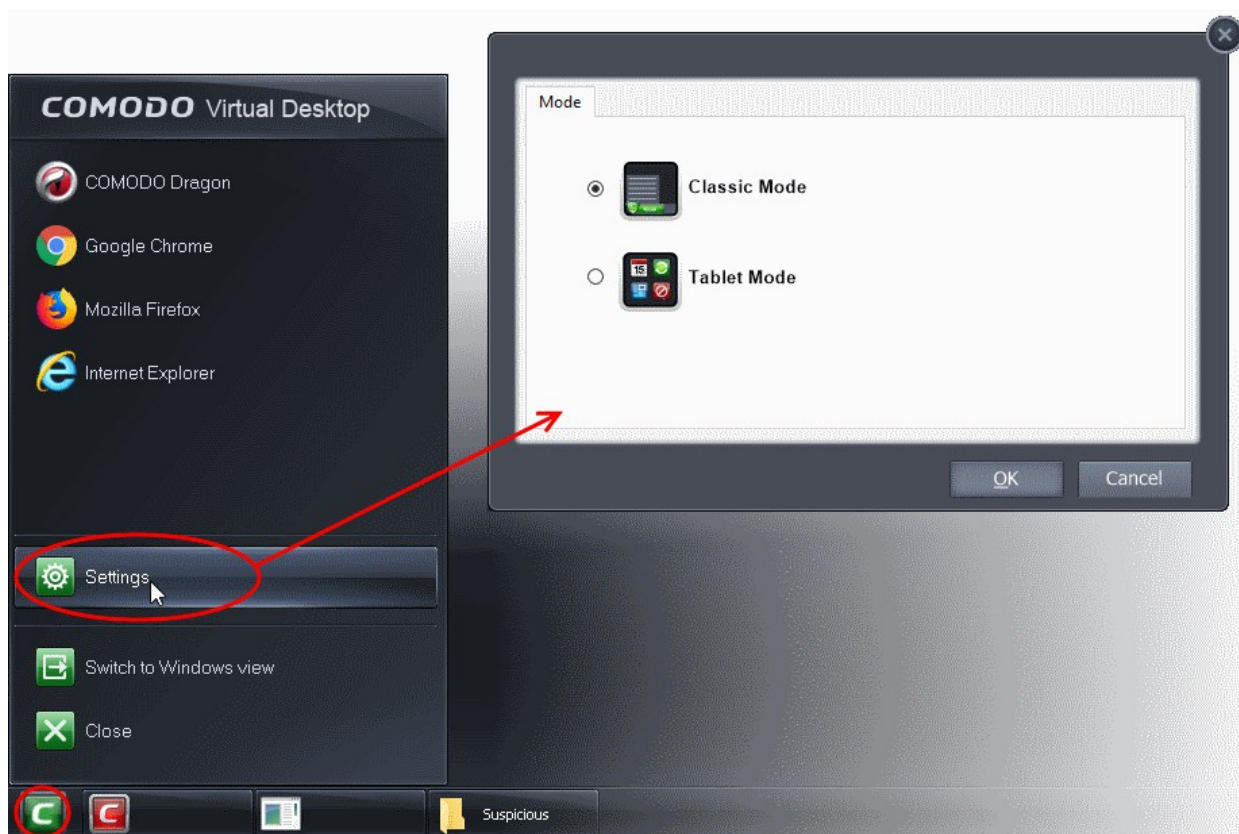 COMODO Virtual Desktop
COMODO Dragon
Google Chrome
Mozilla Firefox
Internet Explorer
Settings
Switch to Windows view
Close
Suspicious
Mode
Classic Mode
15
Tablet Mode
OK
Cancel